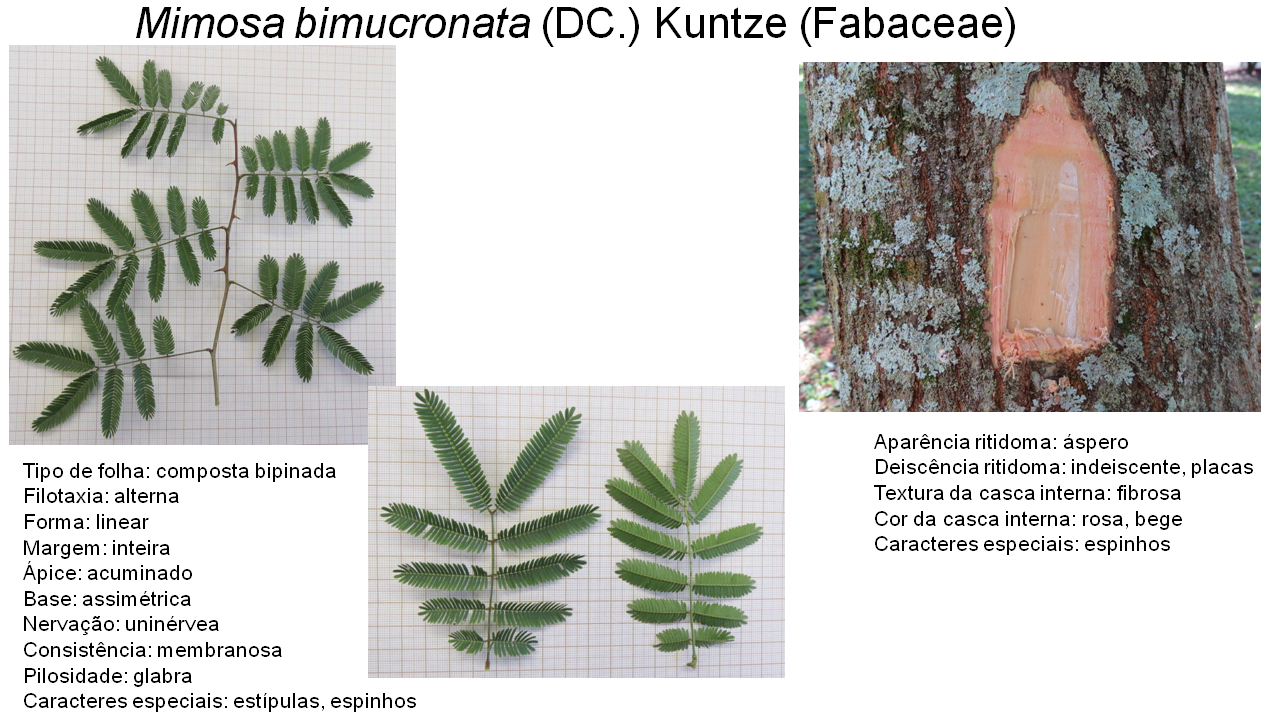 Mimosa bimucronata (DC.) Kuntze (Fabaceae)
Tipo de folha: composta bipinada
Filotaxia: alterna
Forma: linear
Margem: inteira
Ápice: acuminado
Base: assimétrica
Nervação: uninérvea
Consistência: membranosa
Pilosidade: glabra
Caracteres especiais: estípulas, espinhos
Aparência ritidoma: áspero
Deiscência ritidoma: indeiscente, placas
Textura da casca interna: fibrosa
Cor da casca interna: rosa, bege
Caracteres especiais: espinhos